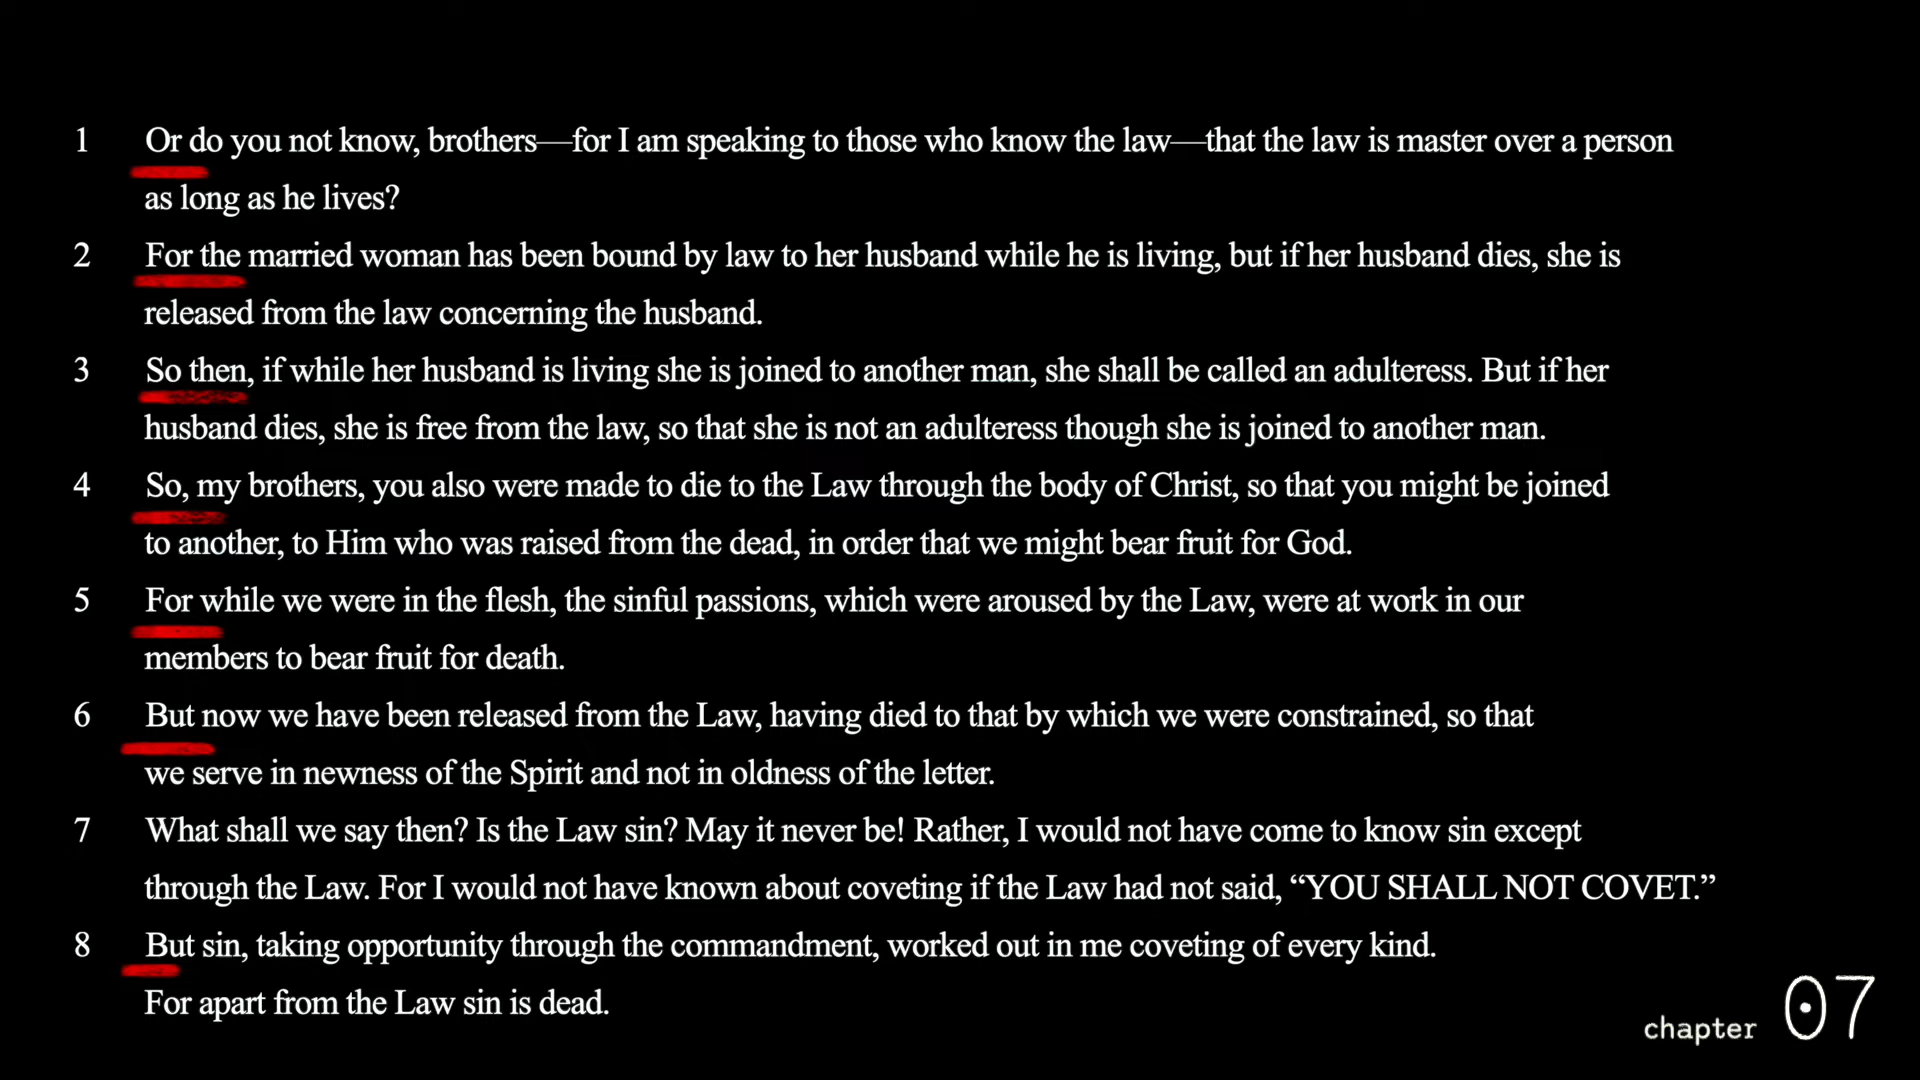 1 Or do you not know, brothers—for I am speaking to those who know the law—that the law is master over a person
as long as he lives?
2 For the married woman has been bound by law to her husband while he is living, but if her husband dies, she is
released from the law concerning the husband.
3 So then, if while her husband is living she is joined to another man, she shall be called an adulteress. But if her
husband dies, she is free from the law, so that she is not an adulteress though she is joined to another man.
4 So, my brothers, you also were made to die to the Law through the body of Christ, so that you might be joined
to another, to Him who was raised from the dead, in order that we might bear fruit for God.
5 For while we were in the flesh, the sinful passions, which were aroused by the Law, were at work in our
members to bear fruit for death.
6 But now we have been released from the Law, having died to that by which we were constrained, so that
we serve in newness of the Spirit and not in oldness of the letter.
7 What shall we say then? Is the Law sin? May it never be! Rather, I would not have come to know sin except
through the Law. For I would not have known about coveting if the Law had not said, “YOU SHALL NOT COVET.”
8 But sin, taking opportunity through the commandment, worked out in me coveting of every kind.
For apart from the Law sin is dead.
chapter 07